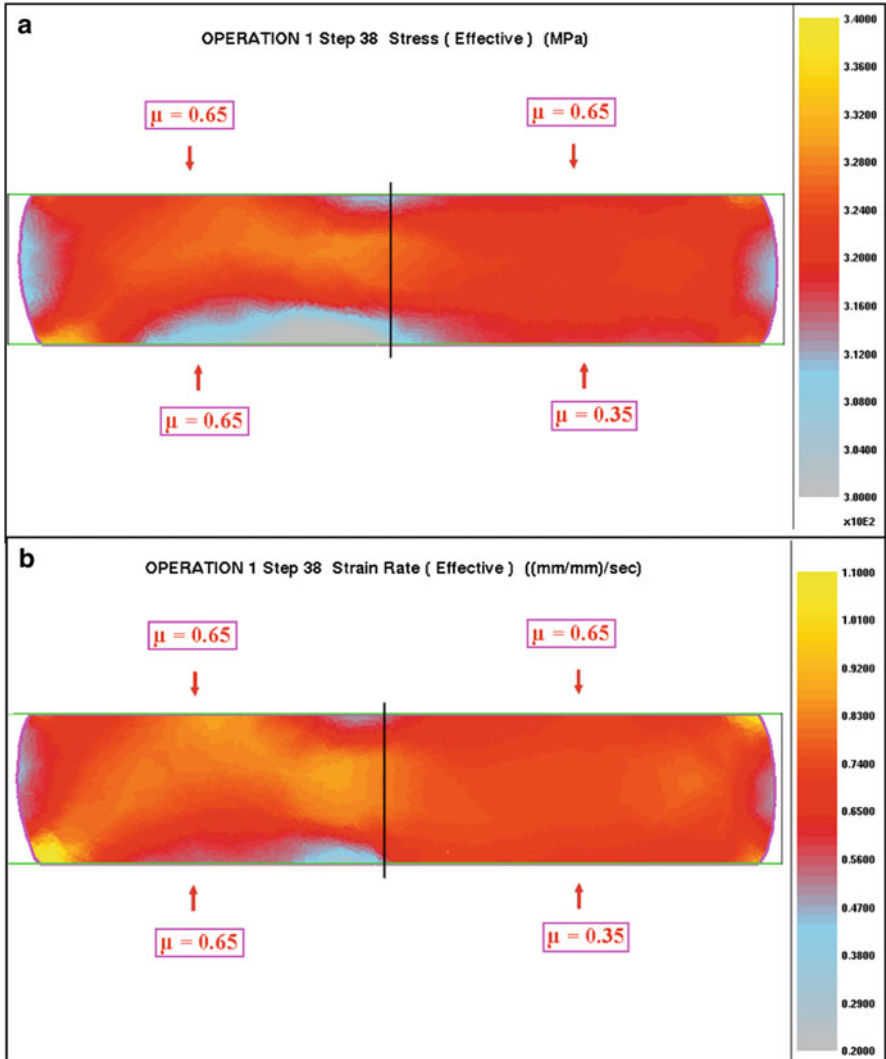 a
OPERATION 1 Step 38 Stress ( Effective ) (MPa)
μ = 0.65
μ = 0.65
μ = 0.65
μ = 0.35
3.4000
3.3600
3.3200
3.2800
3.2400
3.2000
3.1600
3.1200
3.0800
3.0400
3.0000
x10E2
b
OPERATION 1 Step 38 Strain Rate ( Effective ) ((mm/mm)/sec)
μ = 0.65
μ = 0.65
μ = 0.65
μ = 0.35
1.1000
1.0100
0.9200
0.8300
0.7400
0.6500
0.5600
0.4700
0.3800
0.2900
0.2000